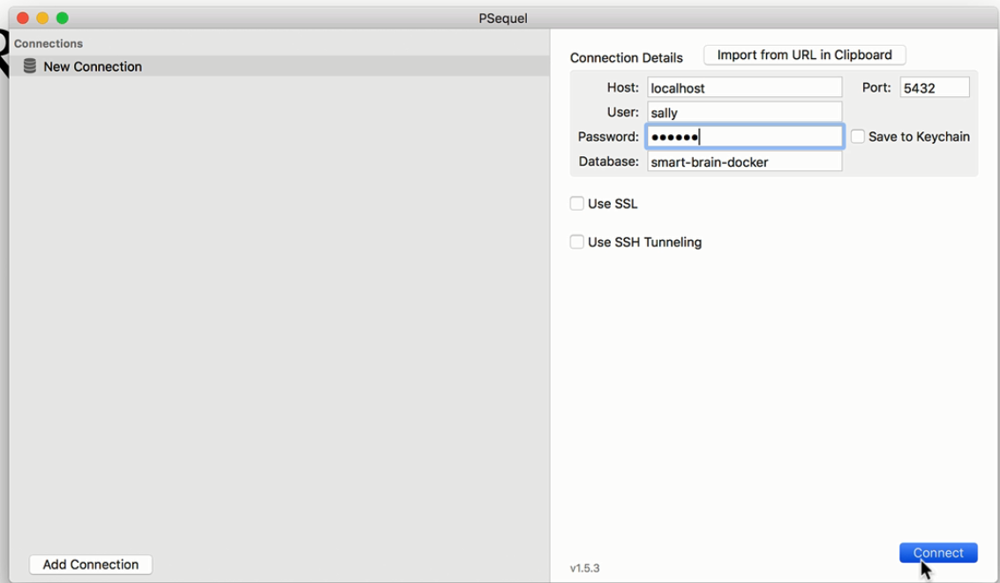 PSequel
Connections
New Connection
Connection Details
Import from URL in Clipboard
Host: localhost
Port: 5432
User: sally
Password: ••••••
Save to Keychain
Database: smart-brain-docker
Use SSL
Use SSH Tunneling
Add Connection
v1.5.3
Connect